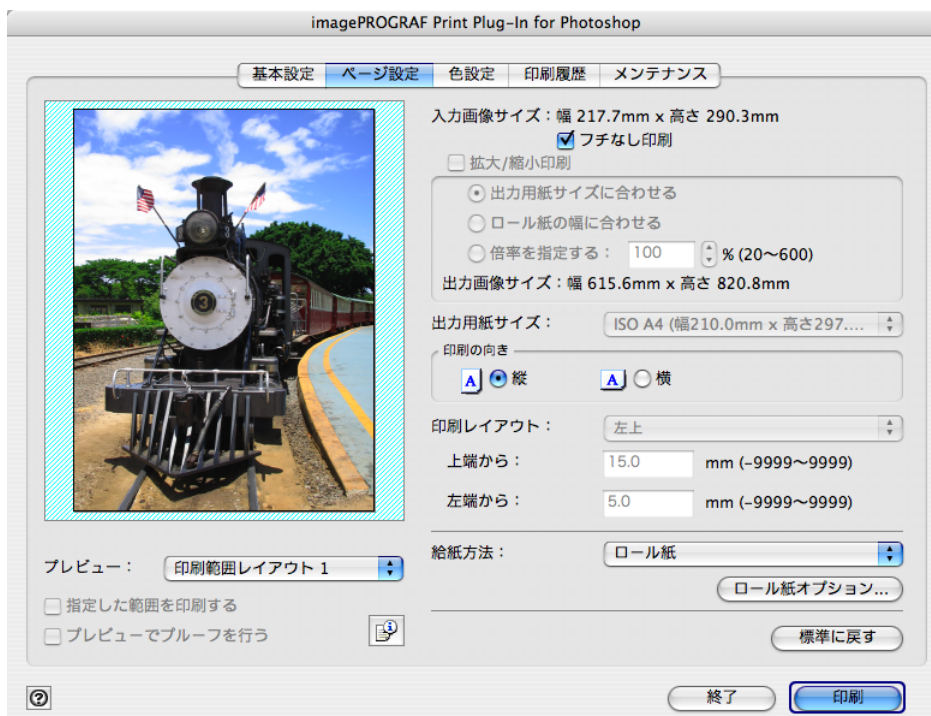 imagePROGRAF Print Plug-In for Photoshop
基本設定 ページ設定 色設定 印刷履歴 メンテナンス
入力画像サイズ：幅 217.7mm x 高さ 290.3mm
フチなし印刷
拡大/縮小印刷
出力用紙サイズに合わせる
ロール紙の幅に合わせる
倍率を指定する： 100 % (20〜600)
出力画像サイズ：幅 615.6mm x 高さ 820.8mm
出力用紙サイズ： ISO A4 (幅210.0mm x 高さ297....
印刷の向き
A 縦 A 横
印刷レイアウト： 左上
上端から： 15.0 mm (-9999〜9999)
左端から： 5.0 mm (-9999〜9999)
給紙方法： ロール紙
ロール紙オプション...
プレビュー： 印刷範囲レイアウト 1
指定した範囲を印刷する
プレビューでプルーフを行う
標準に戻す
? 終了 印刷
3
3